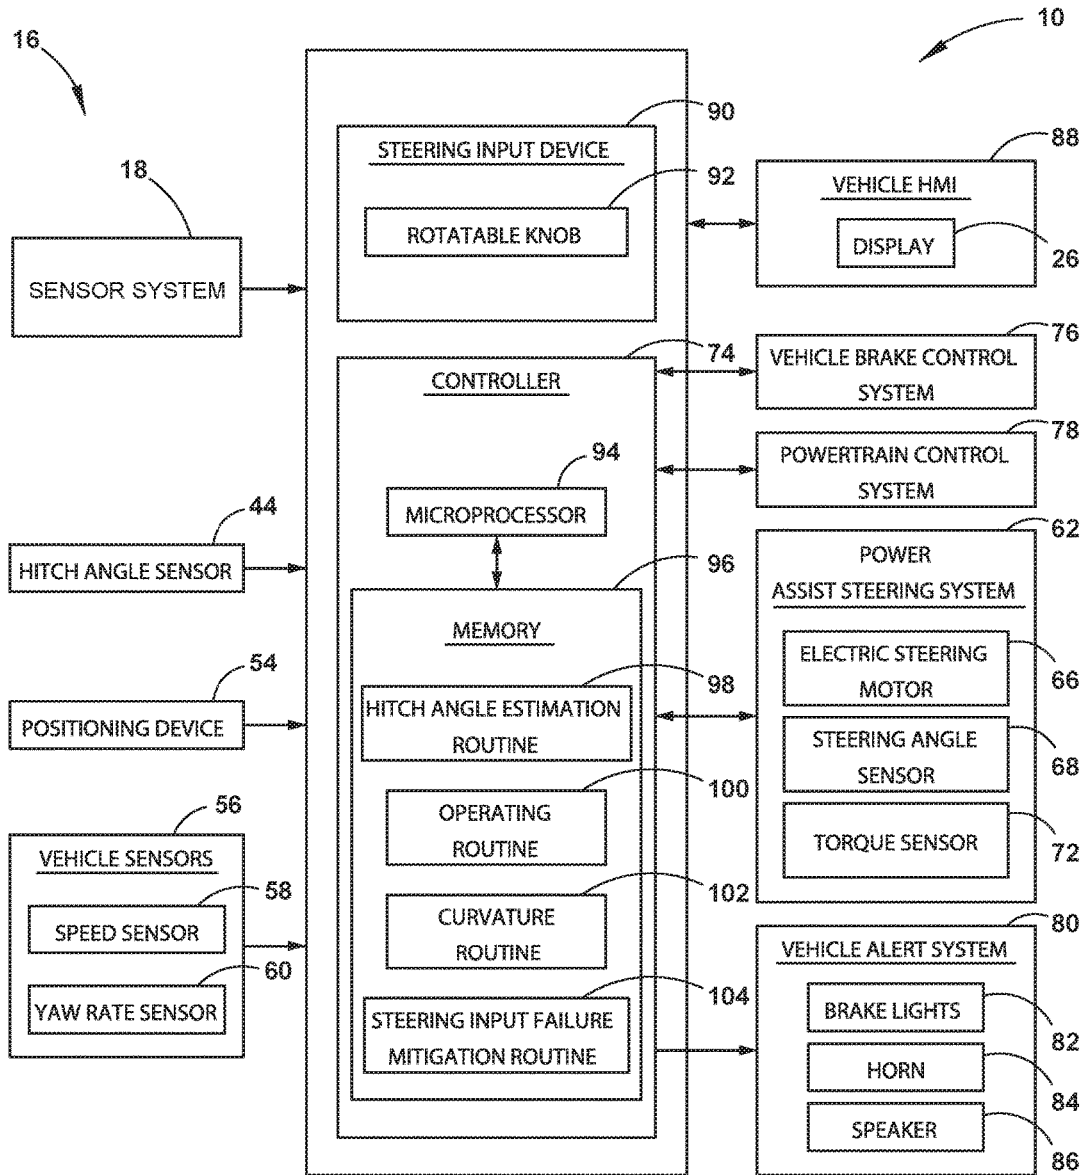 16
10
18
SENSOR SYSTEM
44
HITCH ANGLE SENSOR
54
POSITIONING DEVICE
56
VEHICLE SENSORS
58
SPEED SENSOR
60
YAW RATE SENSOR
90
STEERING INPUT DEVICE
92
ROTATABLE KNOB
74
CONTROLLER
94
MICROPROCESSOR
96
MEMORY
98
HITCH ANGLE ESTIMATION
ROUTINE
100
OPERATING
ROUTINE
102
CURVATURE
ROUTINE
104
STEERING INPUT FAILURE
MITIGATION ROUTINE
88
VEHICLE HMI
DISPLAY
26
76
VEHICLE BRAKE CONTROL
SYSTEM
78
POWERTRAIN CONTROL
SYSTEM
62
POWER
ASSIST STEERING SYSTEM
ELECTRIC STEERING
MOTOR
66
STEERING ANGLE
SENSOR
68
TORQUE SENSOR
72
80
VEHICLE ALERT SYSTEM
BRAKE LIGHTS
82
HORN
84
SPEAKER
86